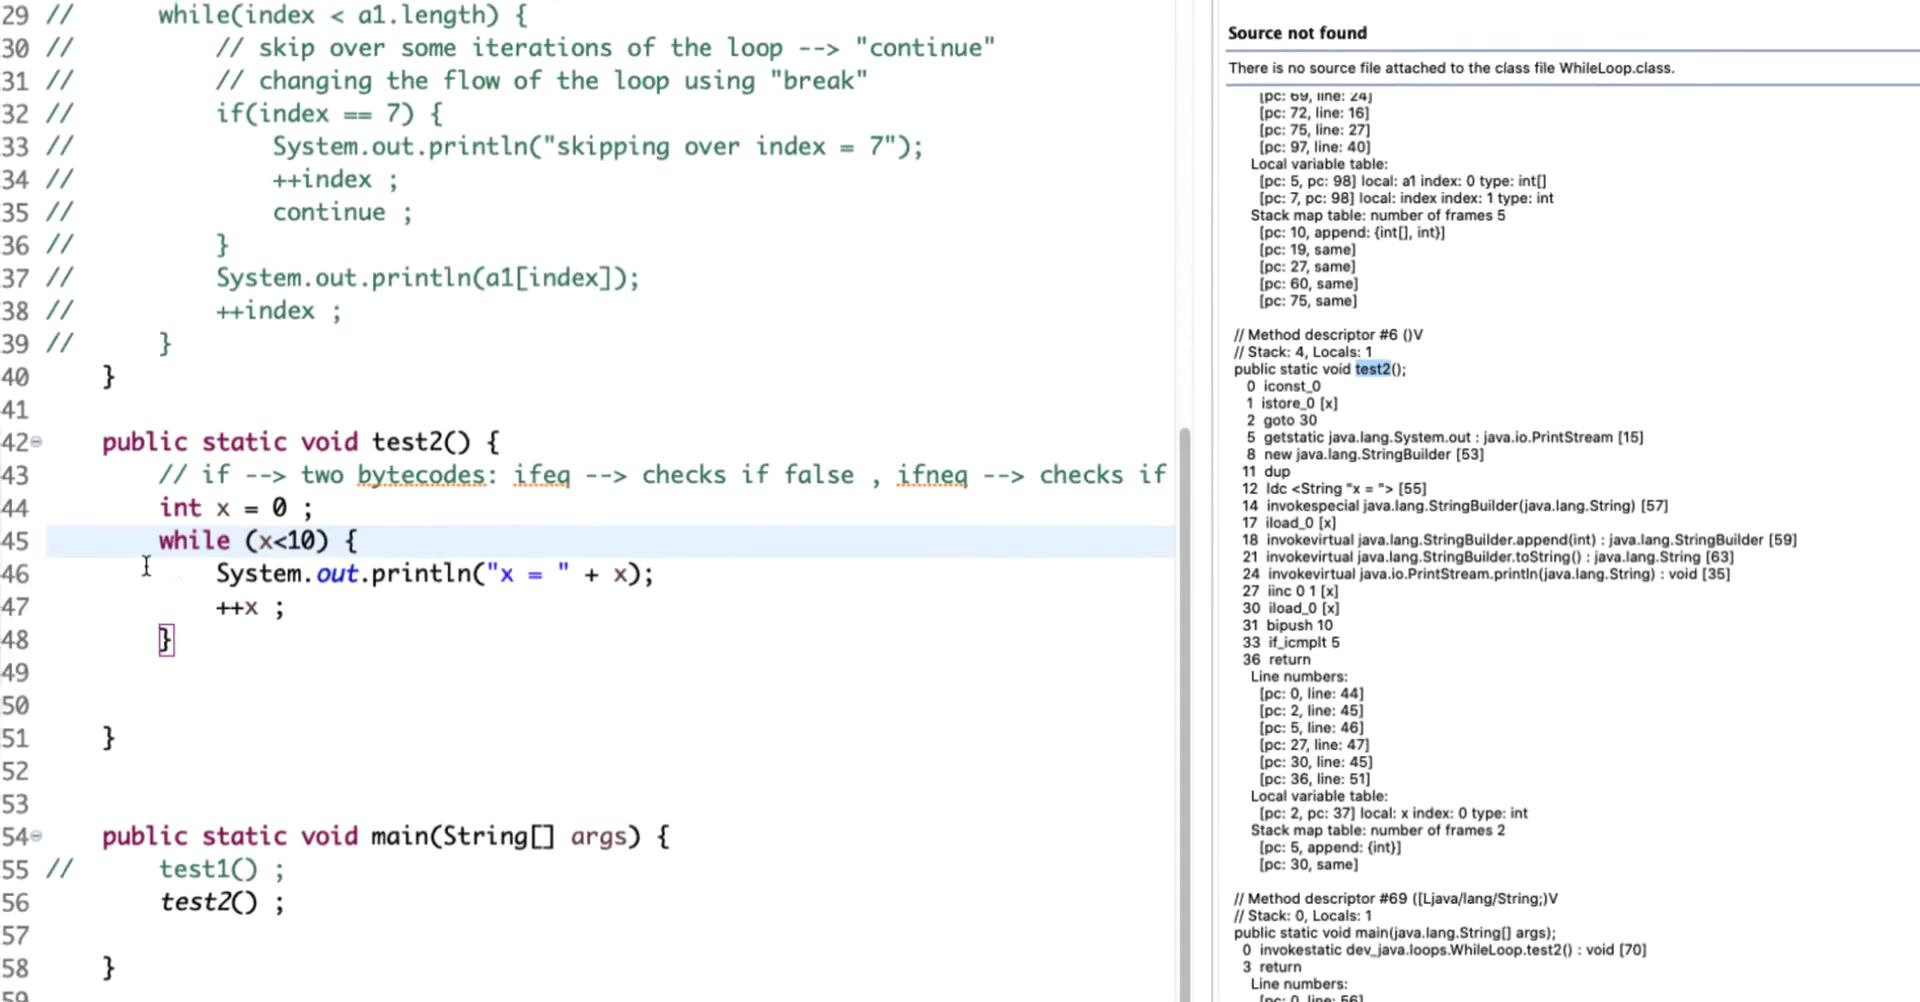 29 //      while(index < a1.length) {
30 //          // skip over some iterations of the loop --> "continue"
31 //          // changing the flow of the loop using "break"
32 //          if(index == 7) {
33 //              System.out.println("skipping over index = 7");
34 //              ++index ;
35 //              continue ;
36 //          }
37 //          System.out.println(a1[index]);
38 //          ++index ;
39 //      }
40     }
41
42     public static void test2() {
43         // if --> two bytecodes: ifeq --> checks if false , ifneq --> checks if
44         int x = 0 ;
45         while (x<10) {
46             System.out.println("x = " + x);
47             ++x ;
48         }
49
50
51     }
52
53
54     public static void main(String[] args) {
55 //      test1() ;
56         test2() ;
57
58     }
59
Source not found
There is no source file attached to the class file WhileLoop.class.
[pc: 69, line: 24]
[pc: 72, line: 16]
[pc: 75, line: 27]
[pc: 97, line: 40]
Local variable table:
[pc: 5, pc: 98] local: a1 index: 0 type: int[]
[pc: 7, pc: 98] local: index index: 1 type: int
Stack map table: number of frames 5
[pc: 10, append: {int[], int}]
[pc: 19, same]
[pc: 27, same]
[pc: 60, same]
[pc: 75, same]
// Method descriptor #6 ()V
// Stack: 4, Locals: 1
public static void test2();
0 iconst_0
1 istore_0 [x]
2 goto 30
5 getstatic java.lang.System.out : java.io.PrintStream [15]
8 new java.lang.StringBuilder [53]
11 dup
12 ldc <String "x = "> [55]
14 invokespecial java.lang.StringBuilder(java.lang.String) [57]
17 iload_0 [x]
18 invokevirtual java.lang.StringBuilder.append(int) : java.lang.StringBuilder [59]
21 invokevirtual java.lang.StringBuilder.toString() : java.lang.String [63]
24 invokevirtual java.io.PrintStream.println(java.lang.String) : void [35]
27 iinc 0 1 [x]
30 iload_0 [x]
31 bipush 10
33 if_icmplt 5
36 return
Line numbers:
[pc: 0, line: 44]
[pc: 2, line: 45]
[pc: 5, line: 46]
[pc: 27, line: 47]
[pc: 30, line: 45]
[pc: 36, line: 51]
Local variable table:
[pc: 2, pc: 37] local: x index: 0 type: int
Stack map table: number of frames 2
[pc: 5, append: {int}]
[pc: 30, same]
// Method descriptor #69 ([Ljava/lang/String;)V
// Stack: 0, Locals: 1
public static void main(java.lang.String[] args);
0 invokestatic dev_java.loops.WhileLoop.test2() : void [70]
3 return
Line numbers:
[pc: 0, line: 56]